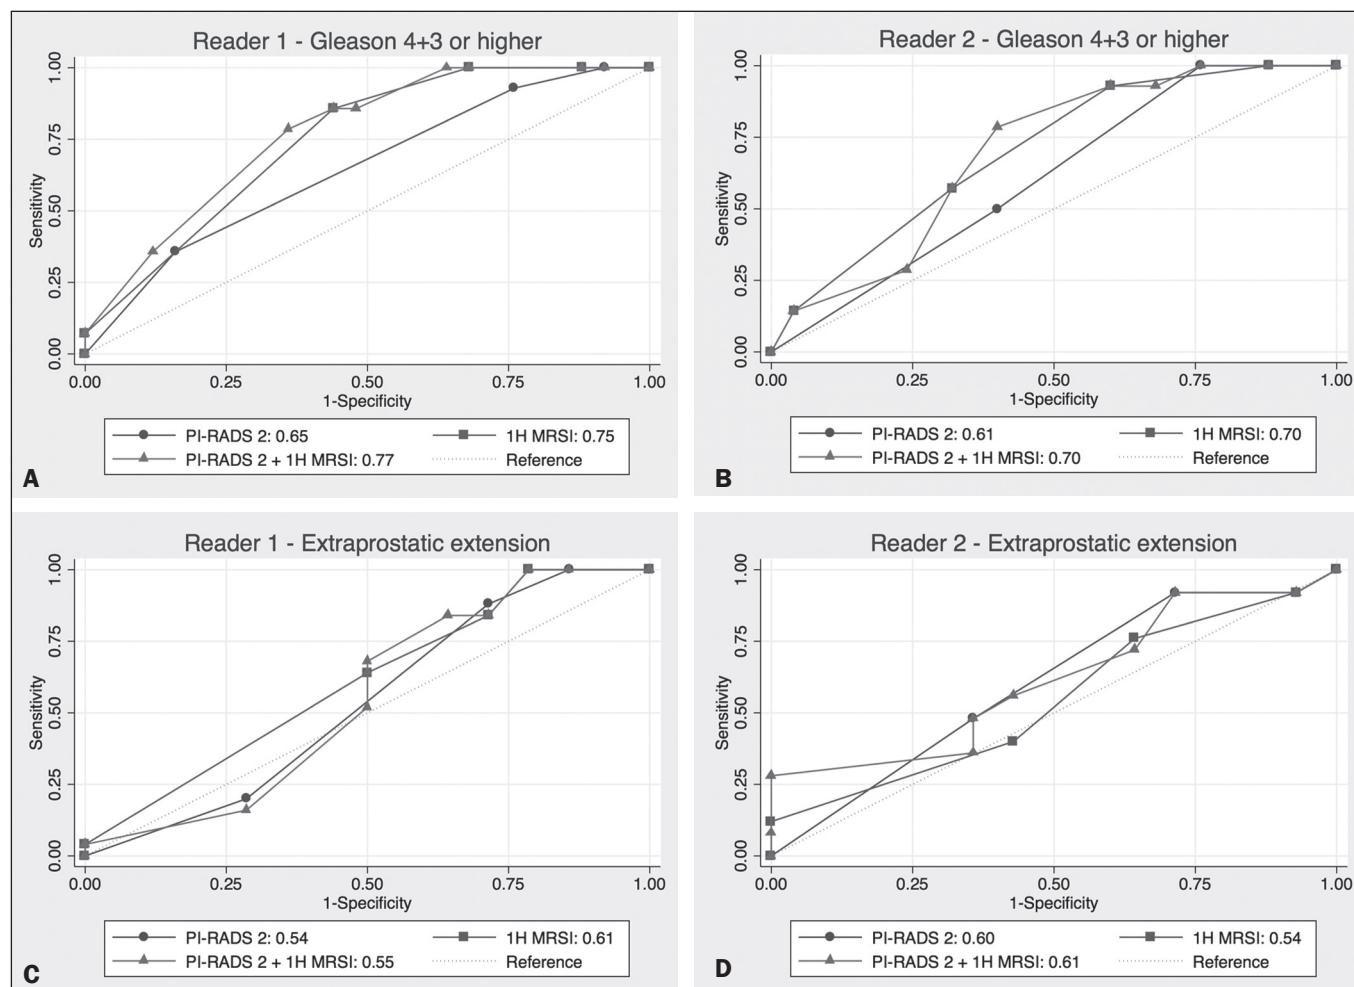 Reader 1 - Gleason 4+3 or higher
Sensitivity
1.00
0.75
0.50
0.25
0.00
0.00 0.25 0.50 0.75 1.00
1-Specificity
PI-RADS 2: 0.65 1H MRSI: 0.75
PI-RADS 2 + 1H MRSI: 0.77 Reference
A
Reader 2 - Gleason 4+3 or higher
Sensitivity
1.00
0.75
0.50
0.25
0.00
0.00 0.25 0.50 0.75 1.00
1-Specificity
PI-RADS 2: 0.61 1H MRSI: 0.70
PI-RADS 2 + 1H MRSI: 0.70 Reference
B
Reader 1 - Extraprostatic extension
Sensitivity
1.00
0.75
0.50
0.25
0.00
0.00 0.25 0.50 0.75 1.00
1-Specificity
PI-RADS 2: 0.54 1H MRSI: 0.61
PI-RADS 2 + 1H MRSI: 0.55 Reference
C
Reader 2 - Extraprostatic extension
Sensitivity
1.00
0.75
0.50
0.25
0.00
0.00 0.25 0.50 0.75 1.00
1-Specificity
PI-RADS 2: 0.60 1H MRSI: 0.54
PI-RADS 2 + 1H MRSI: 0.61 Reference
D